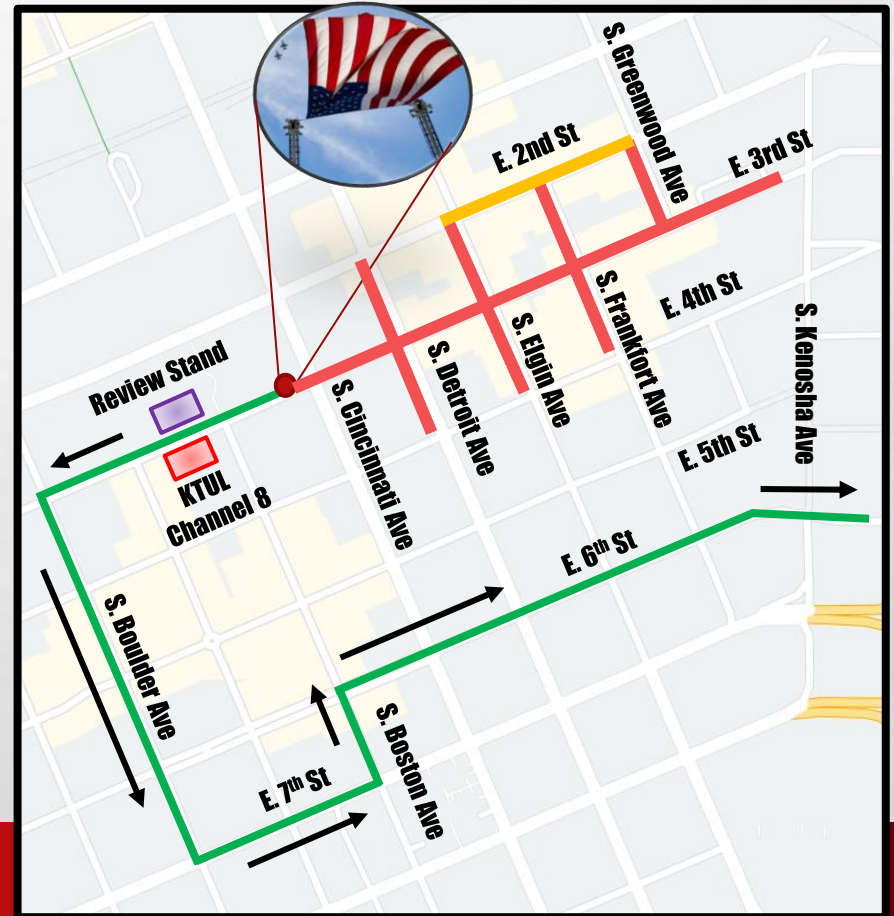 S. Greenwood Ave
E. 2nd St
E. 3rd St
S. Frankfort Ave
E. 4th St
S. Kenosha Ave
S. Elgin Ave
S. Detroit Ave
Review Stand
S. Cincinnati Ave
E. 5th St
KTUL
Channel 8
E. 6th St
S. Boulder Ave
S. Boston Ave
E. 7th St